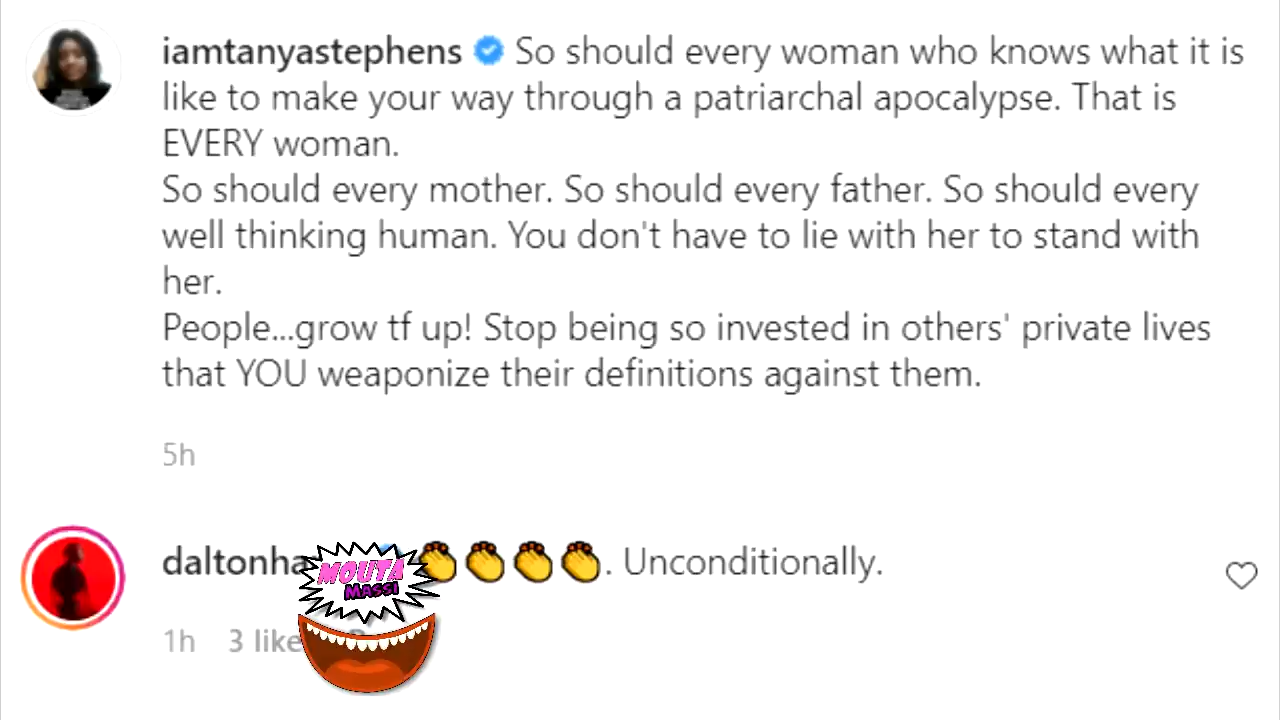 iamtanyastephens So should every woman who knows what it is
like to make your way through a patriarchal apocalypse. That is
EVERY woman.
So should every mother. So should every father. So should every
well thinking human. You don't have to lie with her to stand with
her.
People...grow tf up! Stop being so invested in others' private lives
that YOU weaponize their definitions against them.
5h
👏👏👏👏. Unconditionally.
MOUTA
MASSI
1h 3